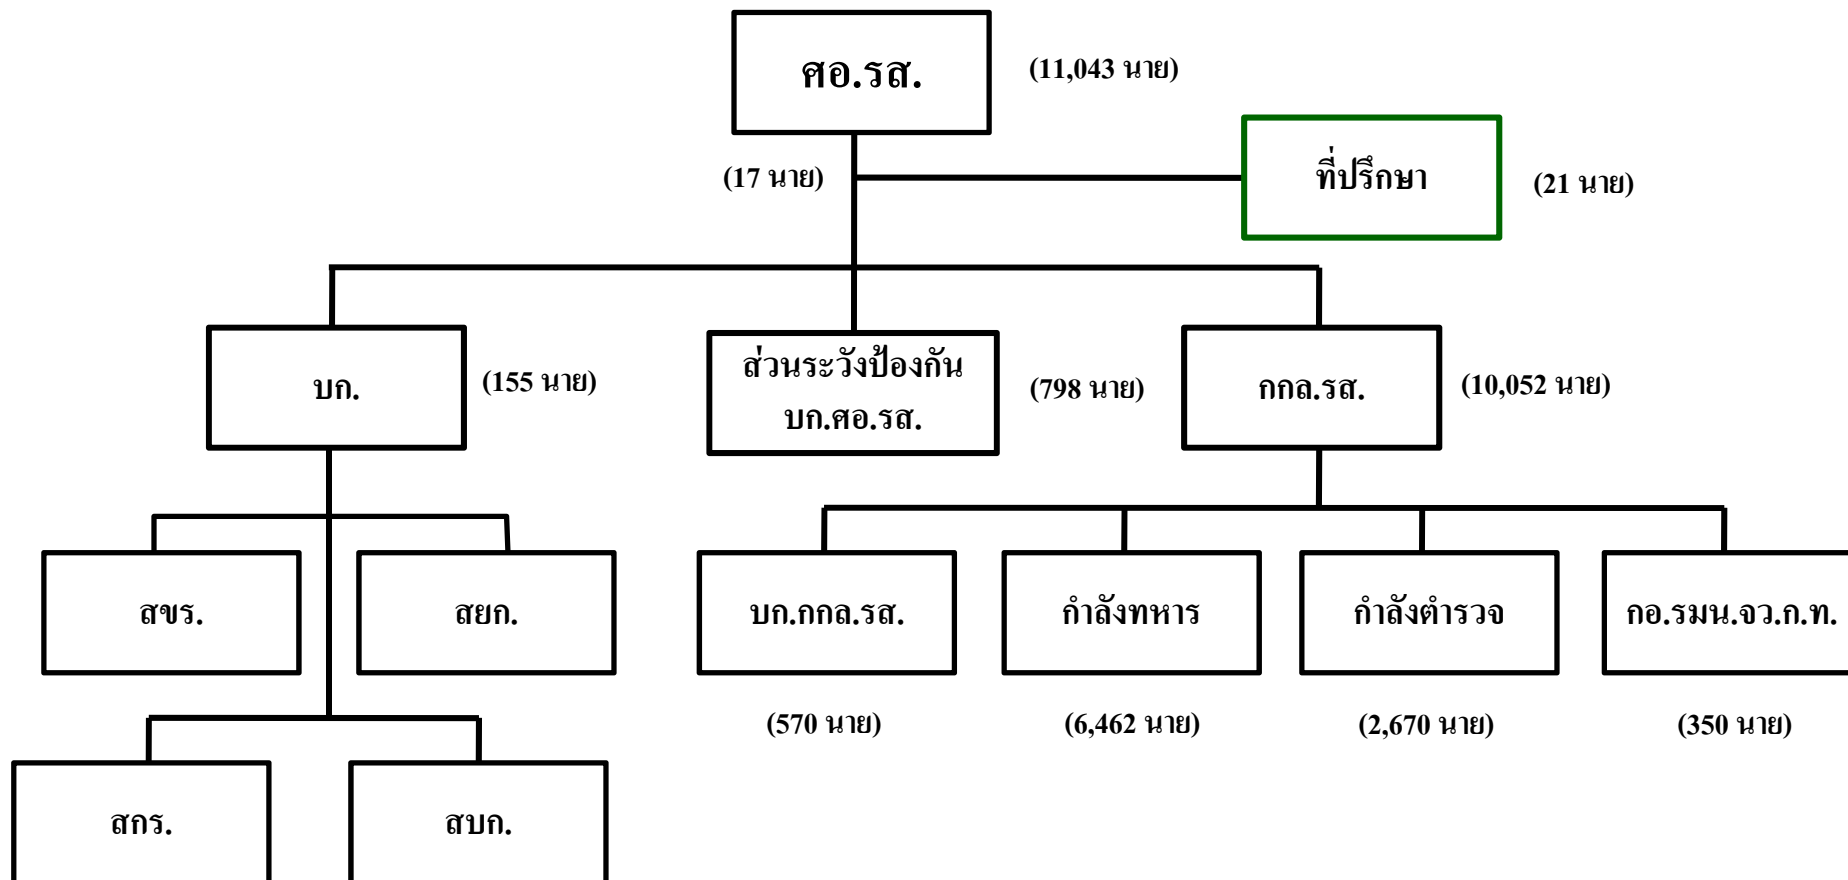 ศอ.รส.
(11,043 นาย)
(17 นาย)
ที่ปรึกษา
(21 นาย)
บก.
(155 นาย)
ส่วนระวังป้องกัน
บก.ศอ.รส.
(798 นาย)
กกล.รส.
(10,052 นาย)
สขร.
สยก.
บก.กกล.รส.
กำลังทหาร
กำลังตำรวจ
กอ.รมน.จว.ก.ท.
(570 นาย)
(6,462 นาย)
(2,670 นาย)
(350 นาย)
สกร.
สบก.